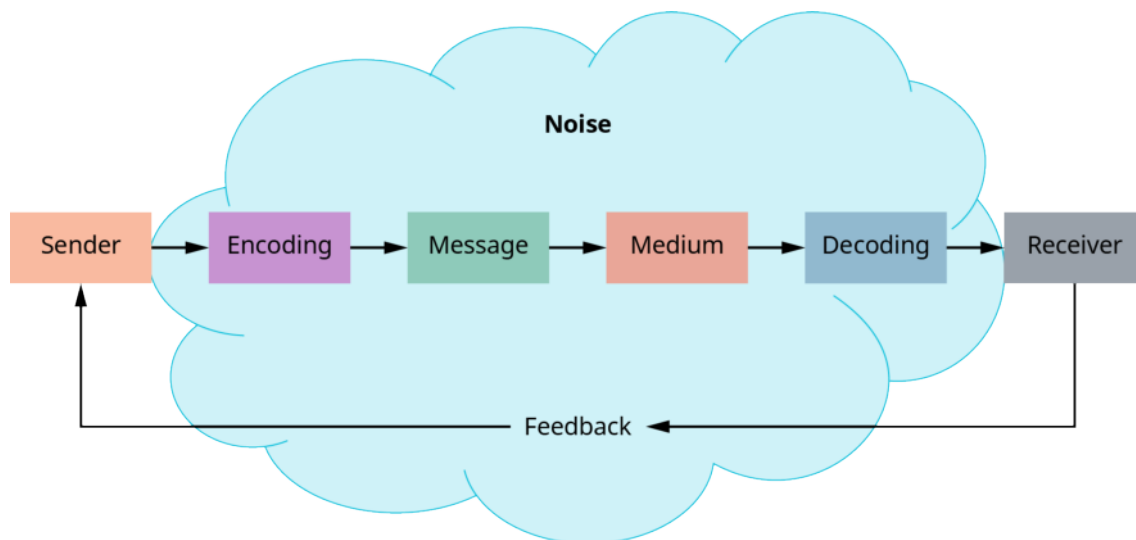 Noise
Sender
Encoding
Message
Medium
Decoding
Receiver
Feedback